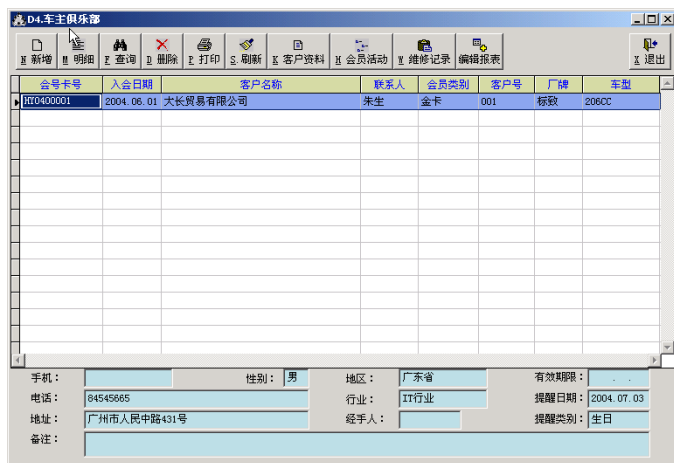 D4.车主俱乐部
N 新增 M 明细 F 查询 D 删除 P 打印 S.刷新 K 客户资料 H 会员活动 Y 维修记录 编辑报表 X 退出
会号卡号 入会日期 客户名称 联系人 会员类别 客户号 厂牌 车型
HY0400001 2004.06.01 大长贸易有限公司 朱生 金卡 001 标致 206CC
手机： 性别： 男 地区： 广东省 有效期限： . .
电话： 84545665 行业： IT行业 提醒日期： 2004.07.03
地址： 广州市人民中路431号 经手人： 提醒类别： 生日
备注：